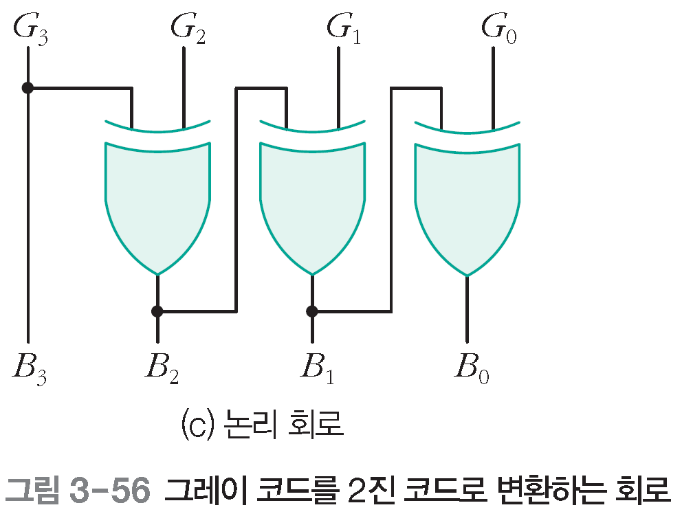 G₃ G₂ G₁ G₀
B₃ B₂ B₁ B₀
(c) 논리 회로
그림 3-56 그레이 코드를 2진 코드로 변환하는 회로